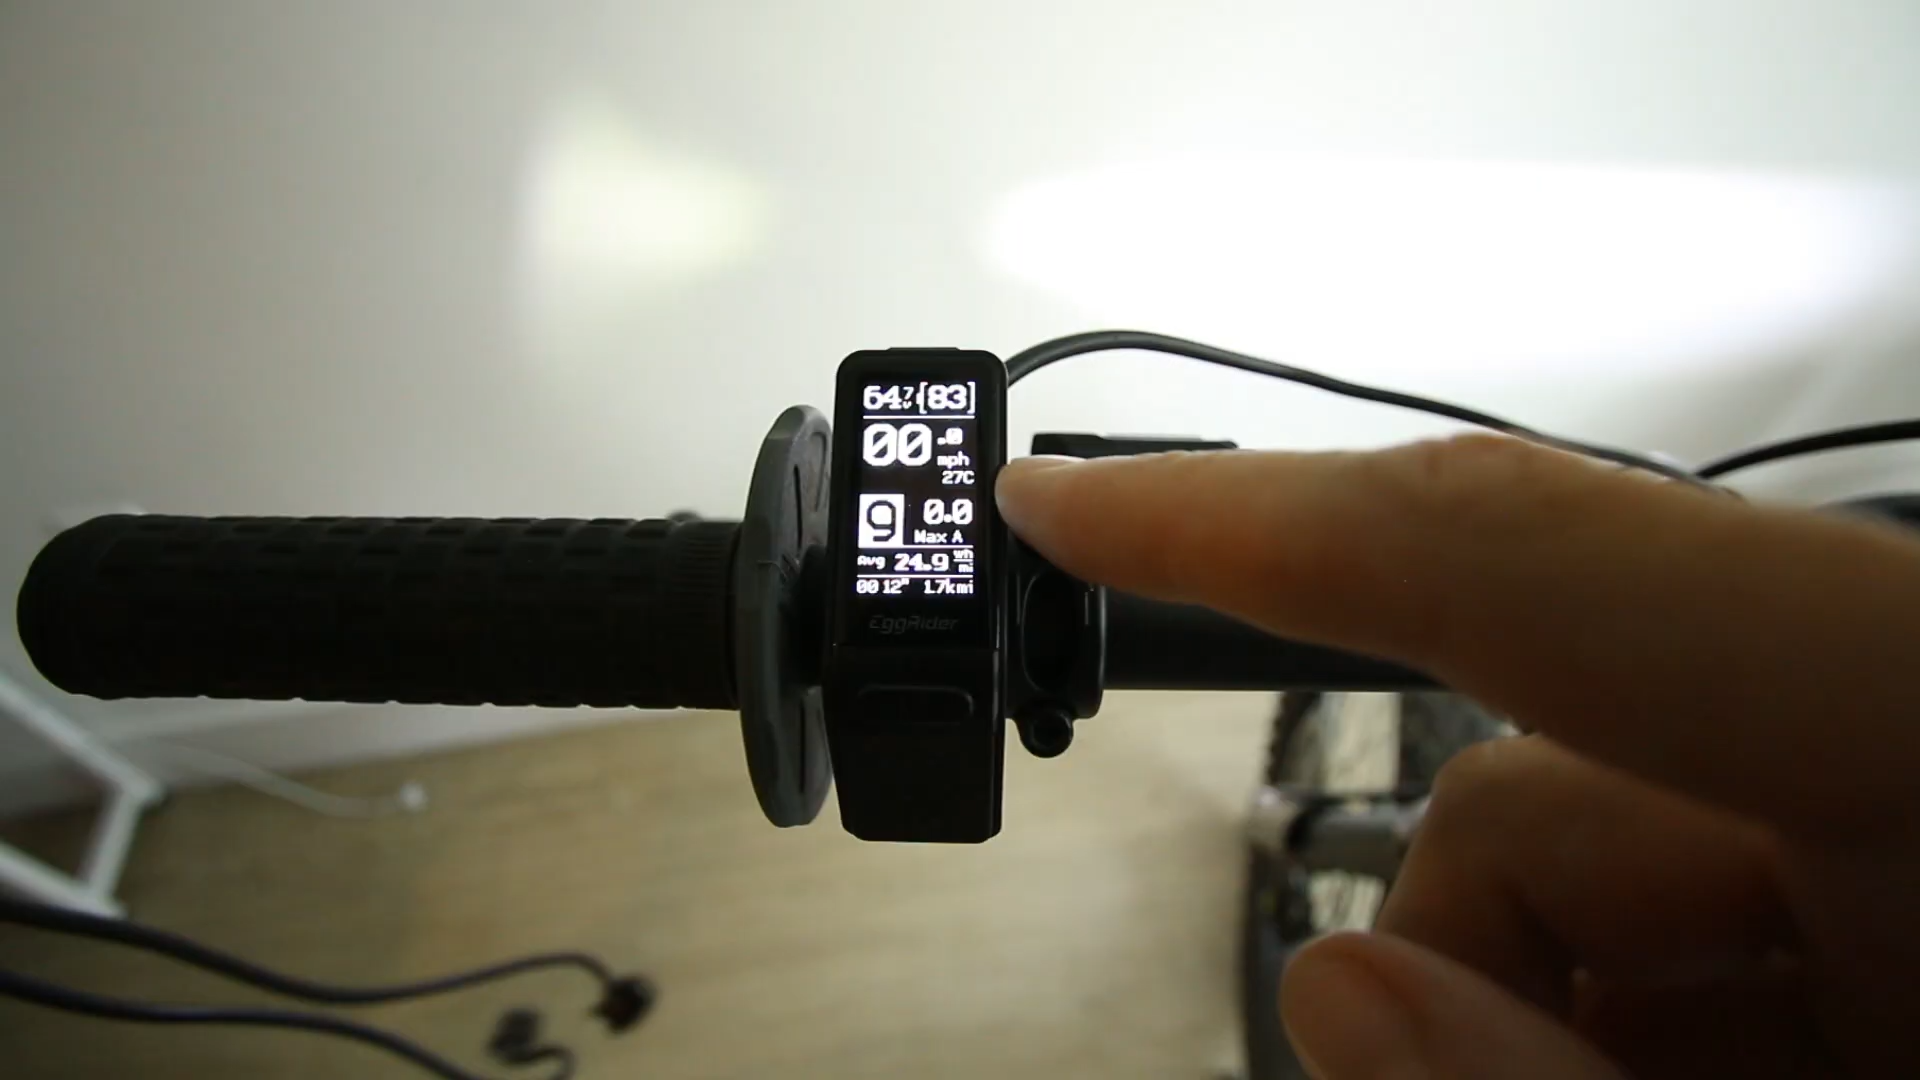 64.7v [83]
00.0
mph
27C
9 0.0
Max A
Avg 24.9 wh mi
00 12" 1.7kmi
EggRider